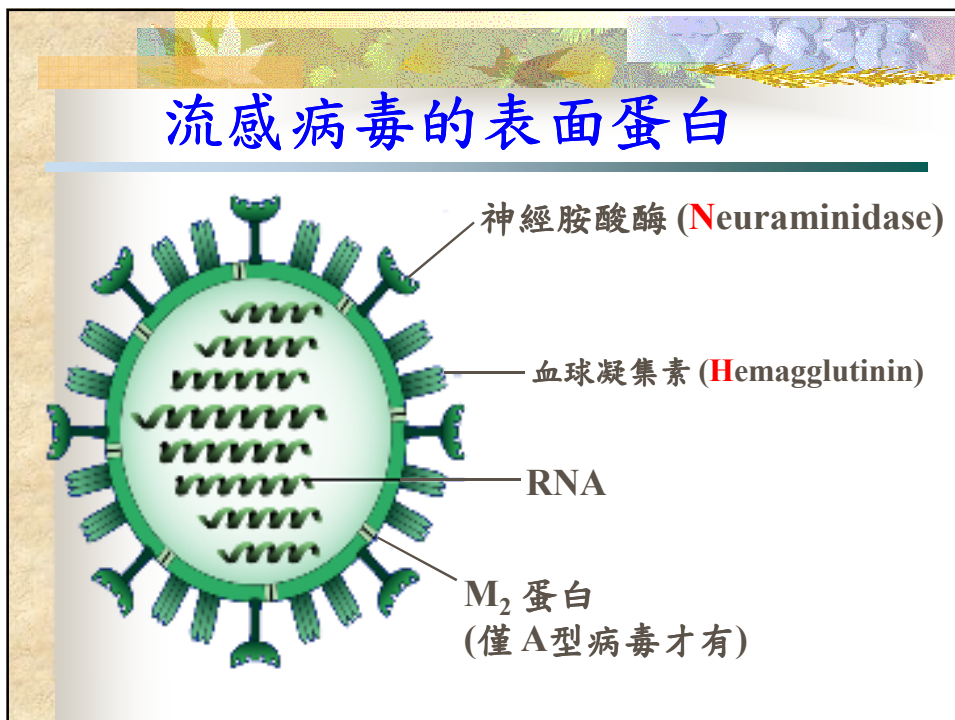 流感病毒的表面蛋白
神經胺酸酶 (Neuraminidase)
血球凝集素 (Hemagglutinin)
RNA
M₂ 蛋白
(僅 A型病毒才有)